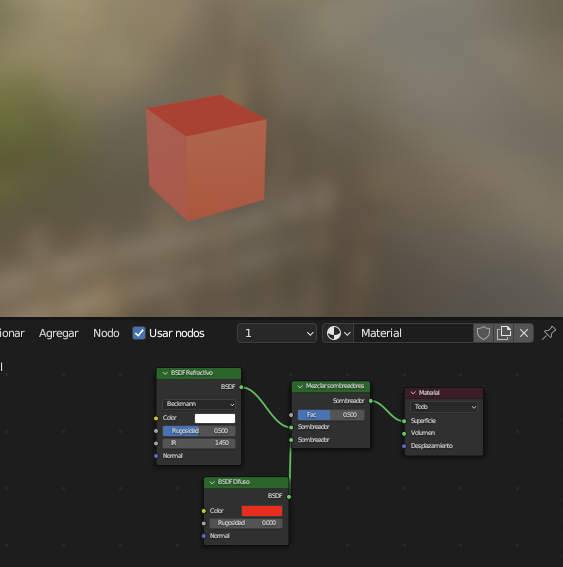 ionar Agregar Nodo Usar nodos 1 Material
l
BSDF Refractivo
BSDF
Beckmann
Color
Rugosidad 0.500
IR 1.450
Normal
Mezclar sombreadores
Sombreador
Fac 0.500
Sombreador
Sombreador
Material
Todo
Superficie
Volumen
Desplazamiento
BSDF Difuso
BSDF
Color
Rugosidad 0.000
Normal